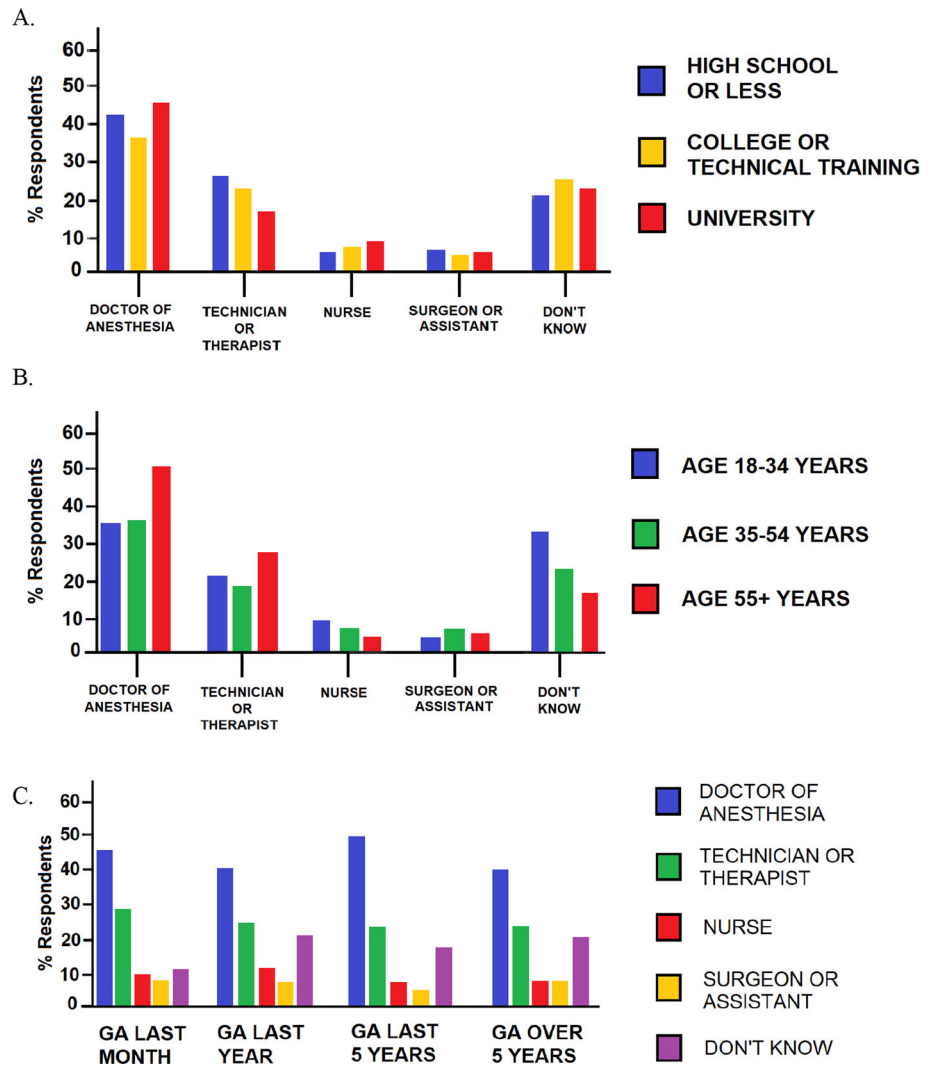 A.
60
50
40
30
20
10
0
% Respondents
DOCTOR OF
ANESTHESIA
TECHNICIAN
OR
THERAPIST
NURSE
SURGEON OR
ASSISTANT
DON'T
KNOW
HIGH SCHOOL
OR LESS
COLLEGE OR
TECHNICAL TRAINING
UNIVERSITY
B.
60
50
40
30
20
10
0
% Respondents
DOCTOR OF
ANESTHESIA
TECHNICIAN
OR
THERAPIST
NURSE
SURGEON OR
ASSISTANT
DON'T
KNOW
AGE 18-34 YEARS
AGE 35-54 YEARS
AGE 55+ YEARS
C.
60
50
40
30
20
10
0
% Respondents
GA LAST
MONTH
GA LAST
YEAR
GA LAST
5 YEARS
GA OVER
5 YEARS
DOCTOR OF
ANESTHESIA
TECHNICIAN OR
THERAPIST
NURSE
SURGEON OR
ASSISTANT
DON'T KNOW